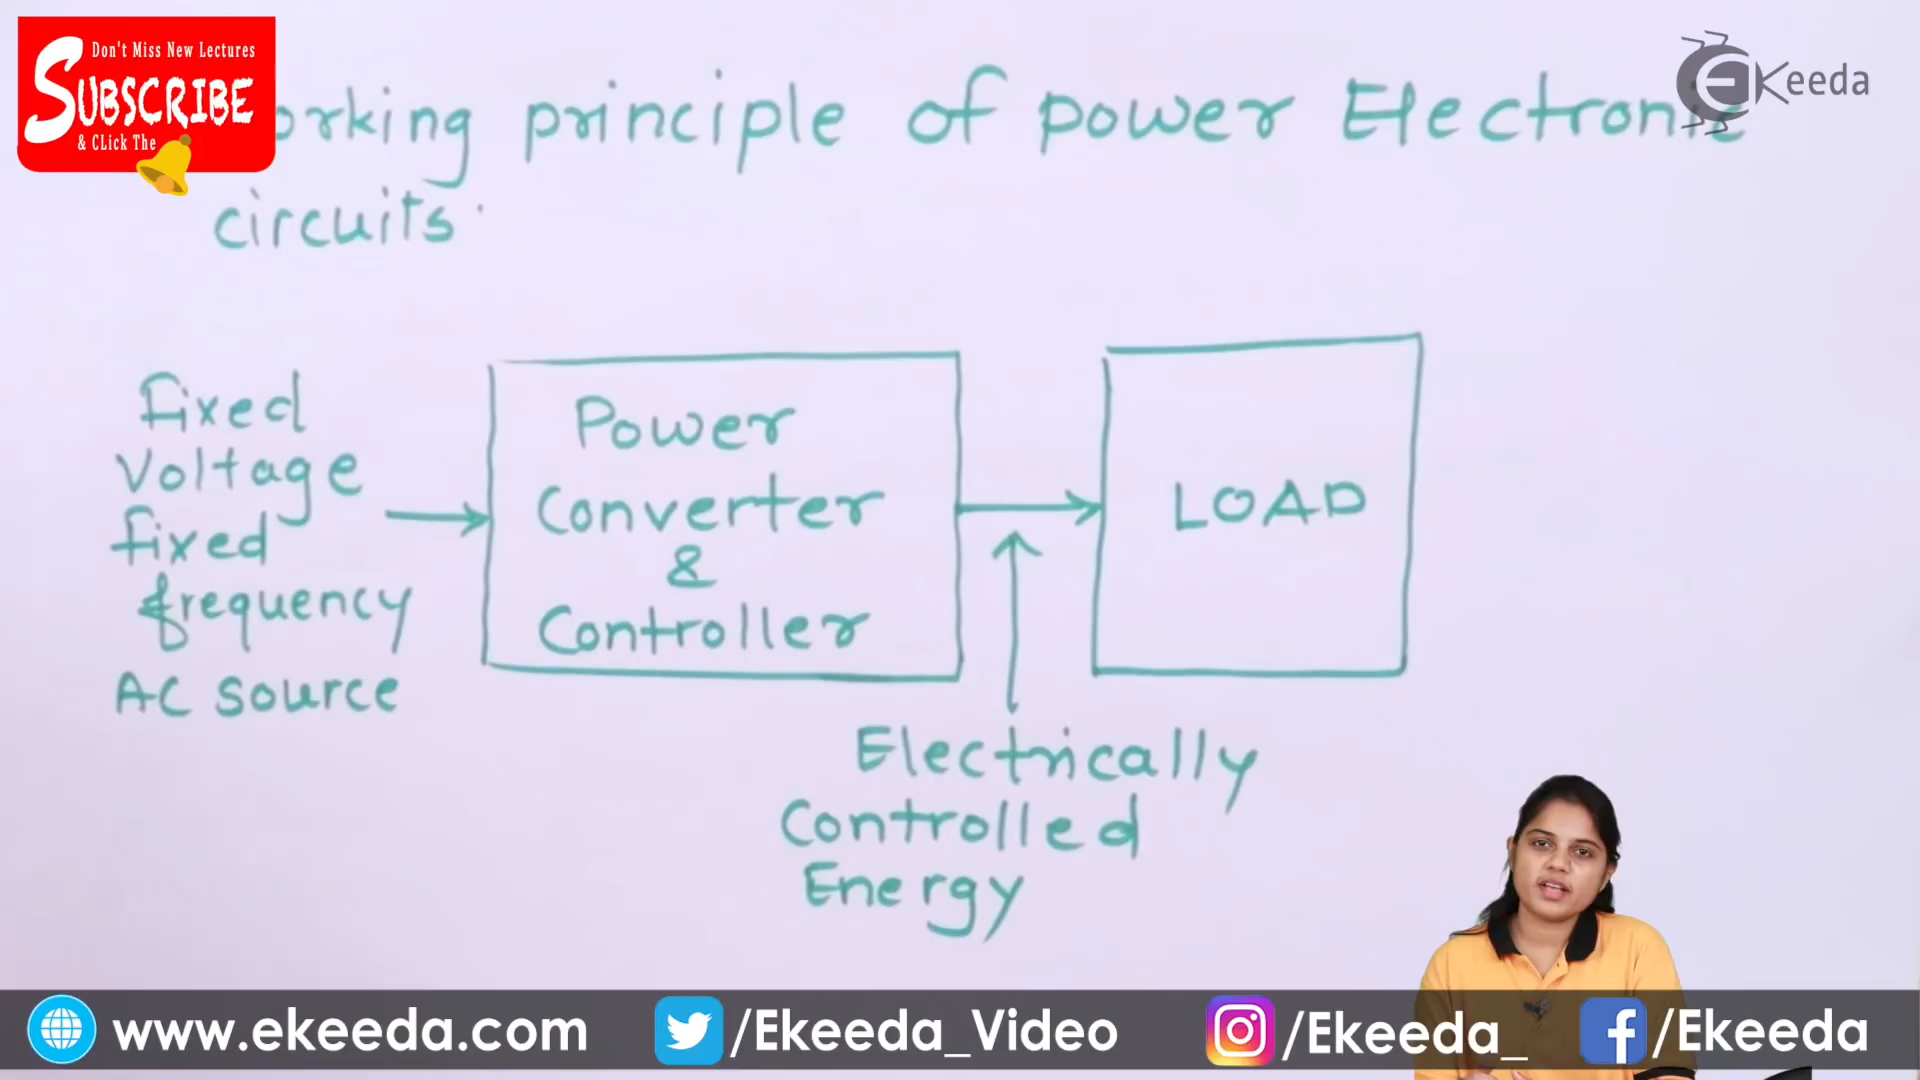 Don't Miss New Lectures
SUBSCRIBE
& CLick The
Ekeeda
orking principle of power Electronic
circuits.
Fixed
Voltage
fixed
frequency
AC source
Power
Converter
&
Controller
LOAD
Electrically
Controlled
Energy
www.ekeeda.com
/Ekeeda_Video
/Ekeeda_
/Ekeeda